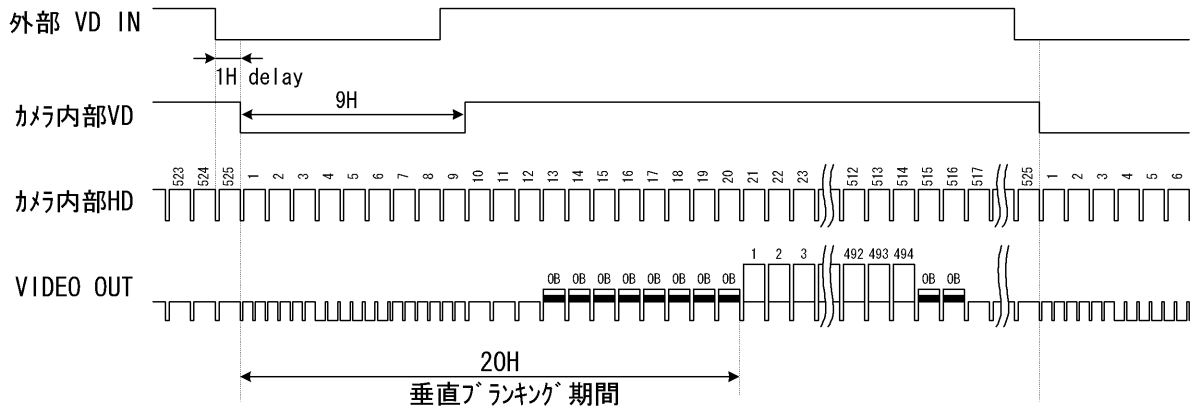 外部 VD IN
1H delay
カメラ内部VD
9H
カメラ内部HD
523 524 525 1 2 3 4 5 6 7 8 9 10 11 12 13 14 15 16 17 18 19 20 21 22 23 512 513 514 515 516 517 525 1 2 3 4 5 6
1 2 3 492 493 494
VIDEO OUT
OB OB OB OB OB OB OB OB OB OB
20H
垂直ブランキング期間